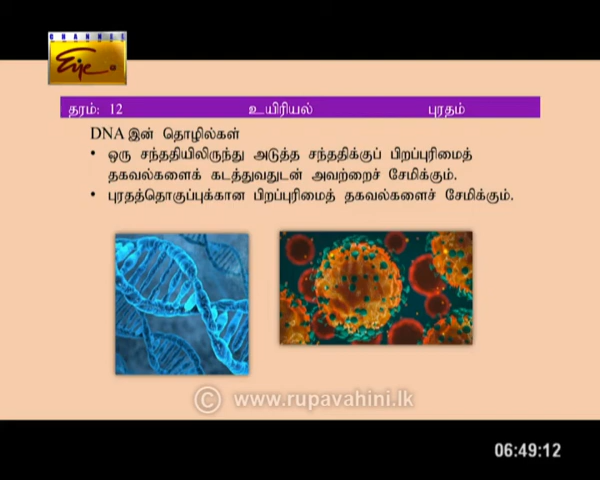 CHANNEL
Eye
தரம்: 12 உயிரியல் புரதம்
DNA இன் தொழில்கள்
• ஒரு சந்ததியிலிருந்து அடுத்த சந்ததிக்குப் பிறப்புரிமைத்
தகவல்களைக் கடத்துவதுடன் அவற்றைச் சேமிக்கும்.
• புரதத்தொகுப்புக்கான பிறப்புரிமைத் தகவல்களைச் சேமிக்கும்.
© www.rupavahini.lk
06:49:12